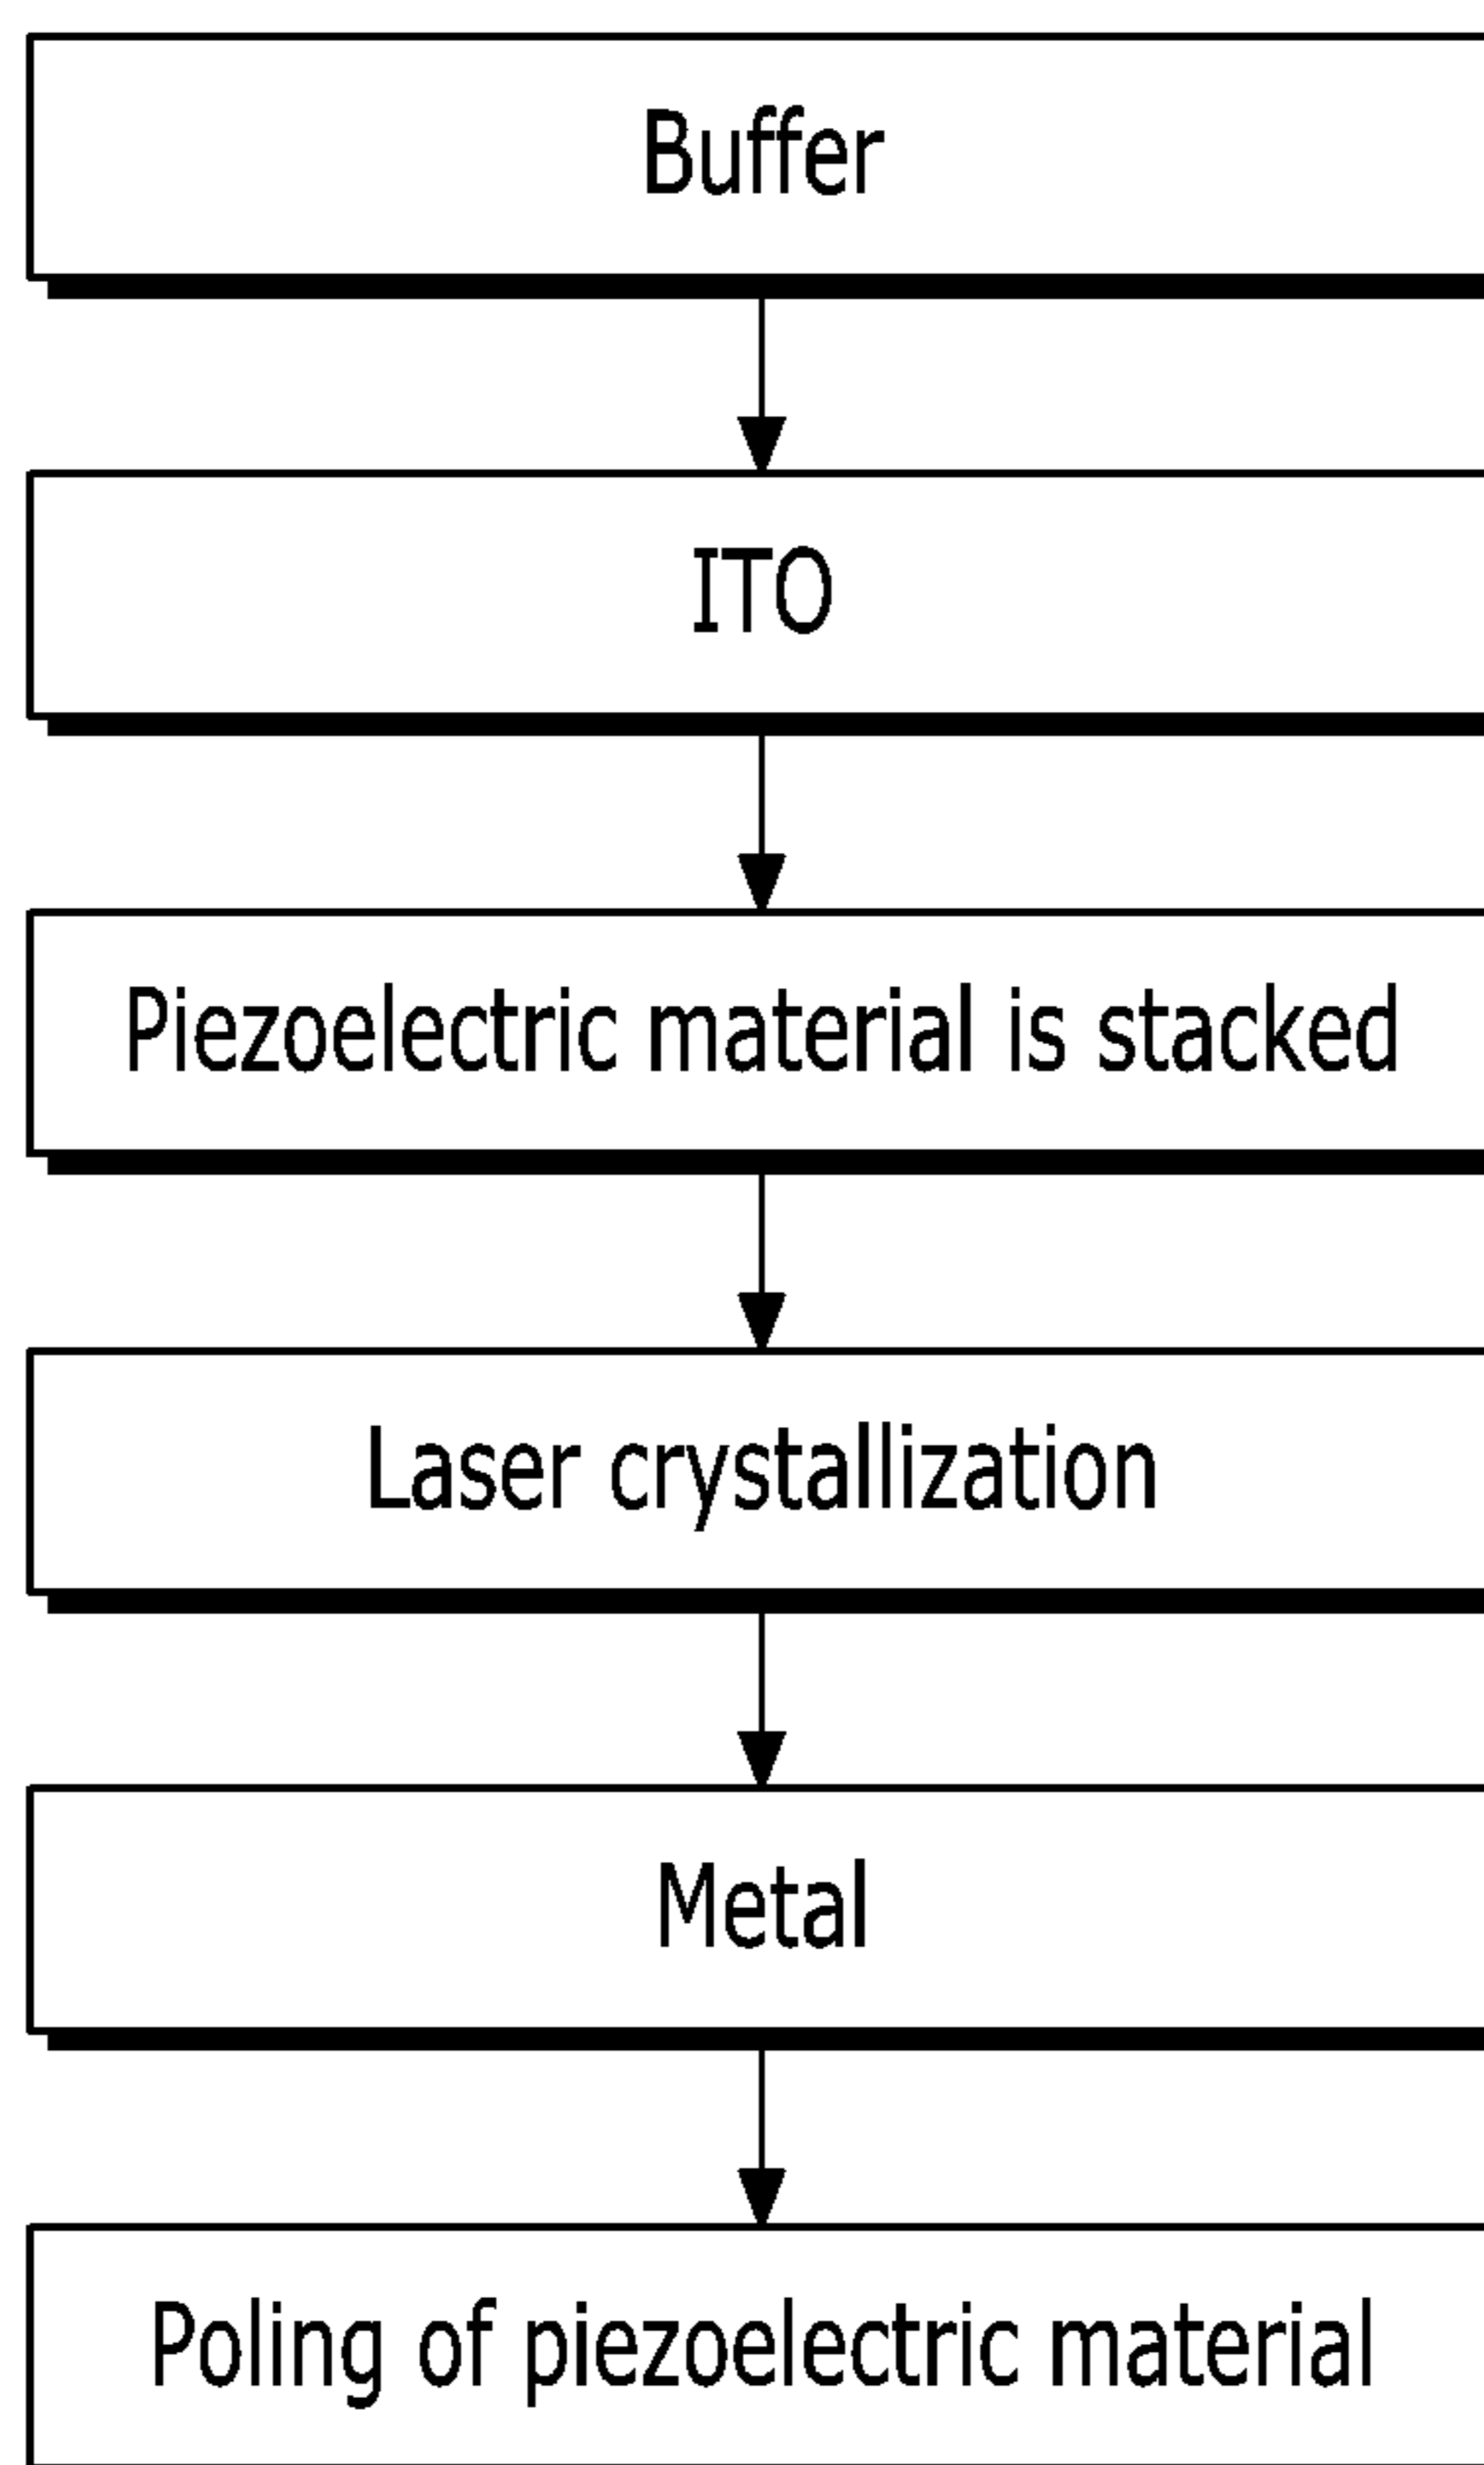 Buffer
ITO
Piezoelectric material is stacked
Laser crystallization
Metal
Poling of piezoelectric material